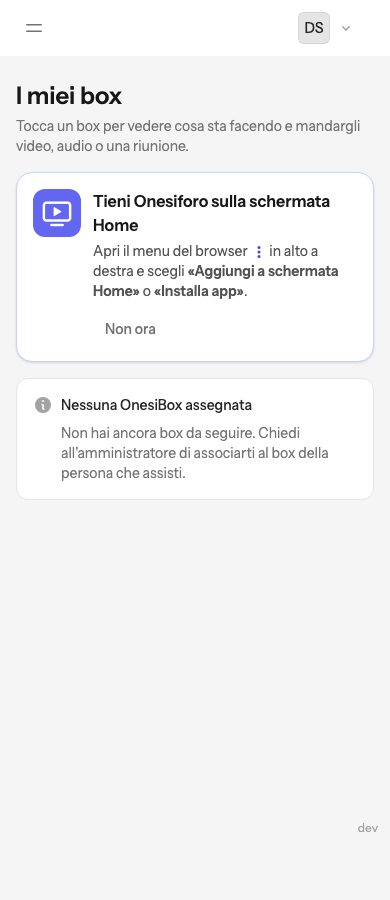 DS
I miei box
Tocca un box per vedere cosa sta facendo e mandargli
video, audio o una riunione.
Tieni Onesiforo sulla schermata
Home
Apri il menu del browser ⋮ in alto a
destra e scegli «Aggiungi a schermata
Home» o «Installa app».
Non ora
Nessuna OnesiBox assegnata
Non hai ancora box da seguire. Chiedi
all'amministratore di associarti al box della
persona che assisti.
dev